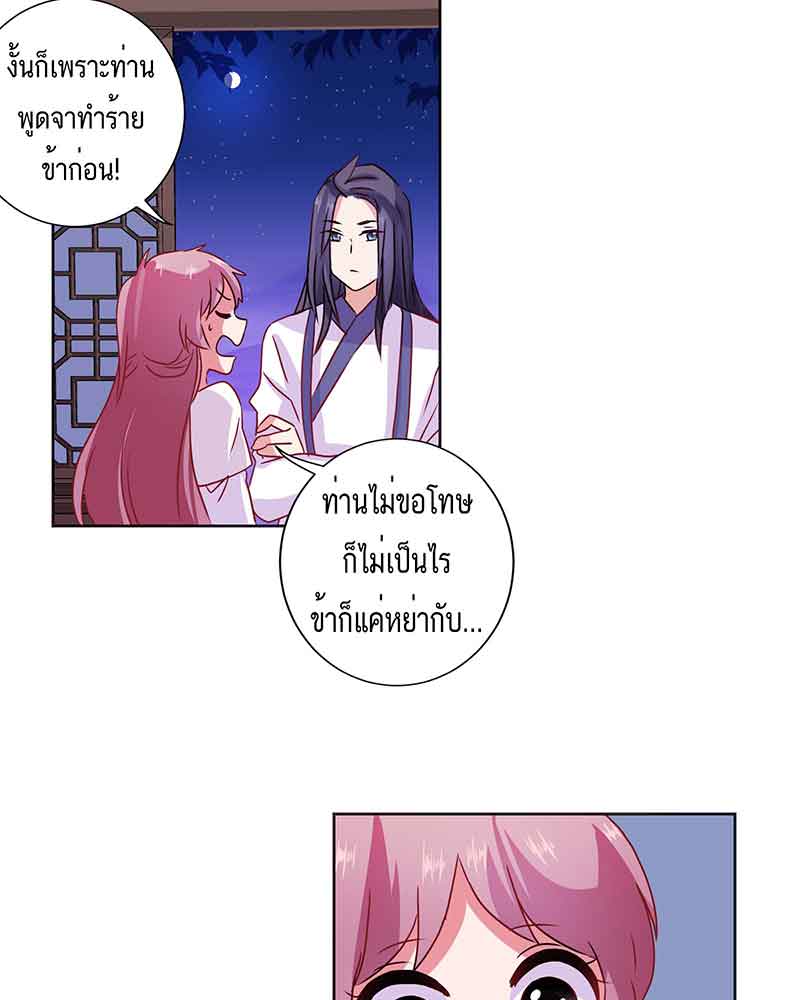 งั้นก็เพราะท่าน
พูดจาทำร้าย
ข้าก่อน!
ท่านไม่ขอโทษ
ก็ไม่เป็นไร
ข้าก็แค่หย่ากับ...